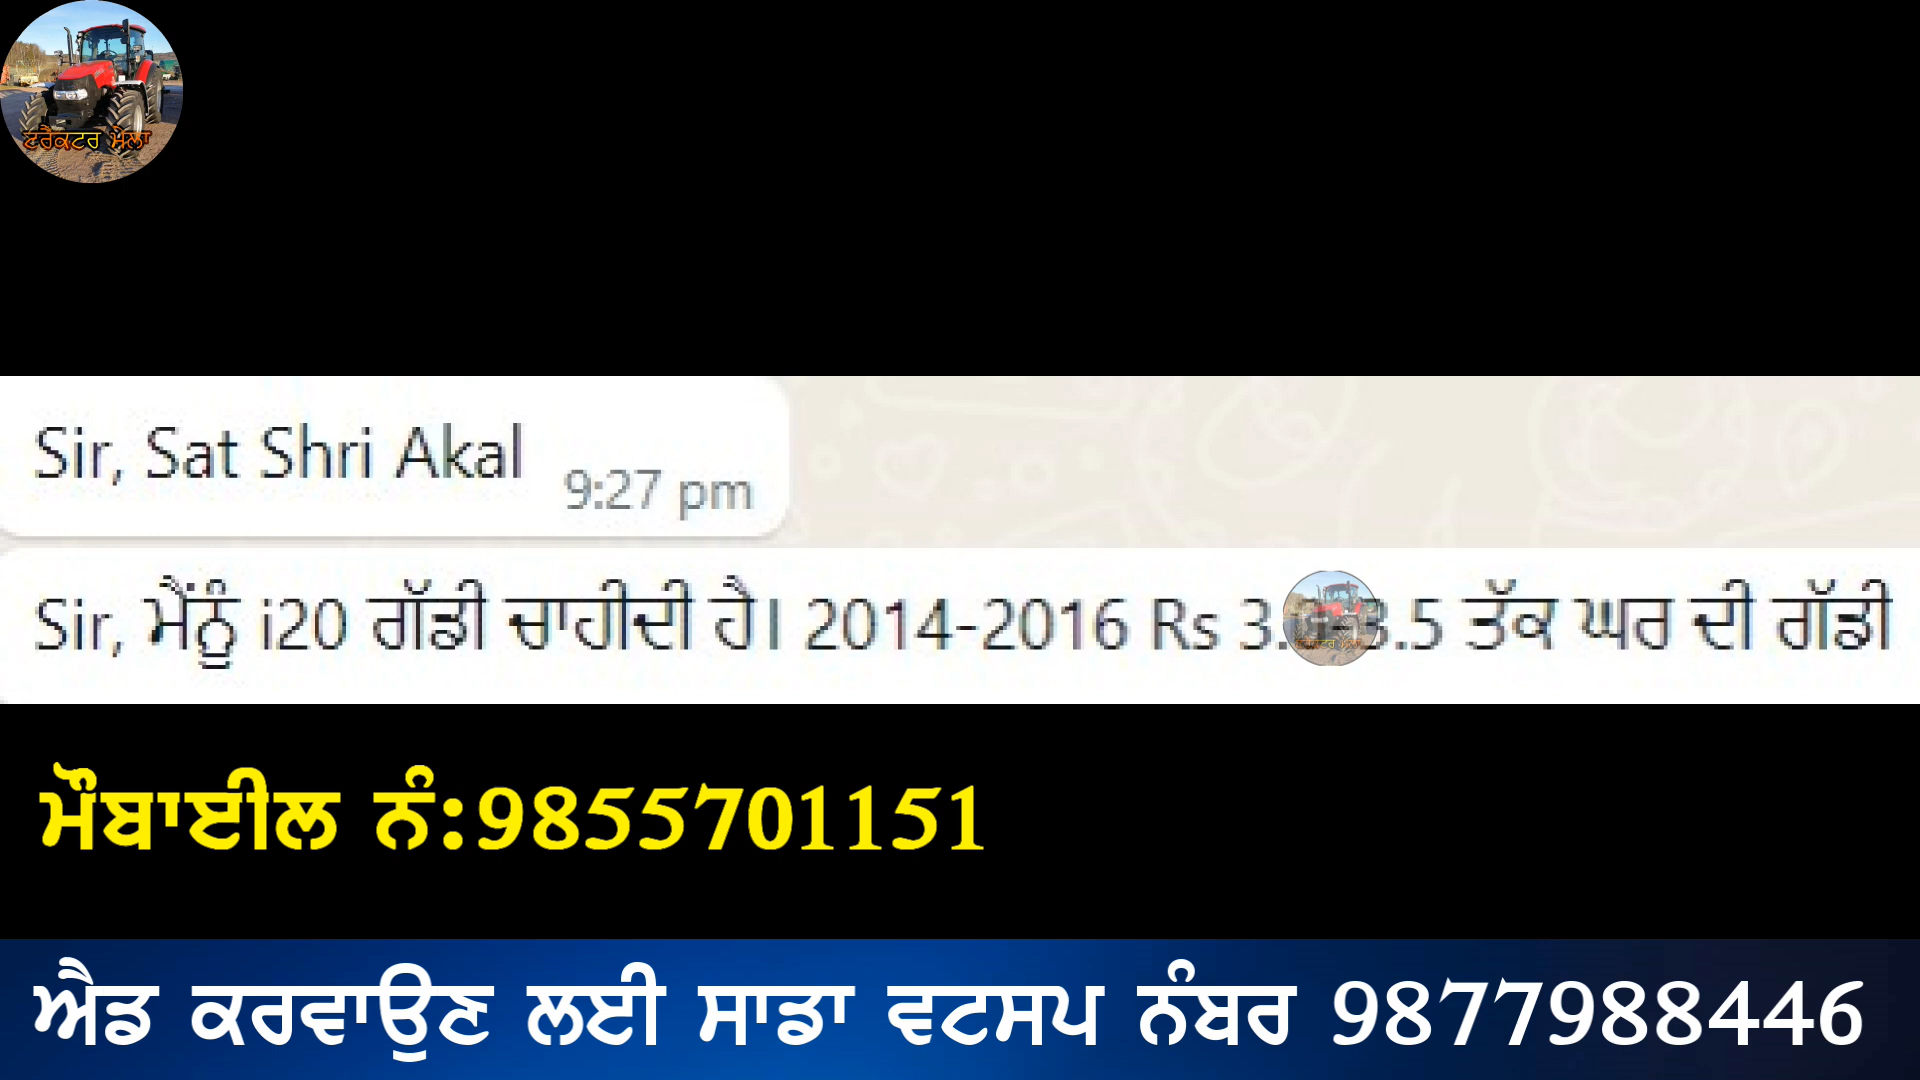 ਟਰੈਕਟਰ ਮੇਲਾ
Sir, Sat Shri Akal
9:27 pm
Sir, ਮੈਨੂੰ i20 ਗੱਡੀ ਚਾਹੀਦੀ ਹੈ। 2014-2016 Rs 3.5 ਤੱਕ ਘਰ ਦੀ ਗੱਡੀ
ਮੌਬਾਈਲ ਨੰ:9855701151
ਐਡ ਕਰਵਾਉਣ ਲਈ ਸਾਡਾ ਵਟਸਪ ਨੰਬਰ 9877988446